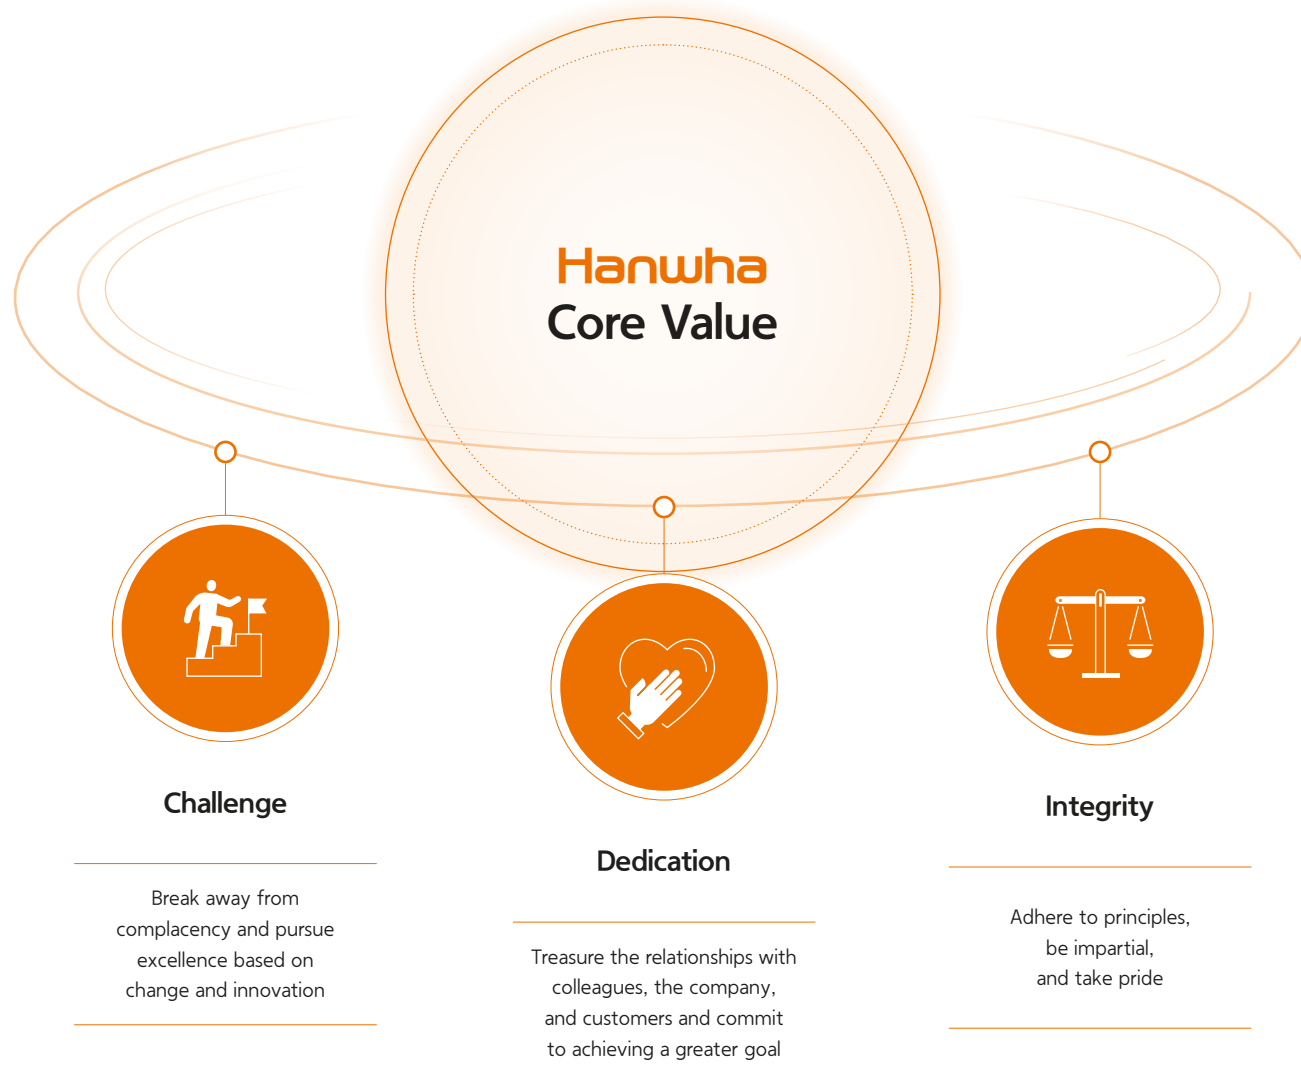 Hanwha
Core Value
Challenge
Break away from
complacency and pursue
excellence based on
change and innovation
Dedication
Treasure the relationships with
colleagues, the company,
and customers and commit
to achieving a greater goal
Integrity
Adhere to principles,
be impartial,
and take pride